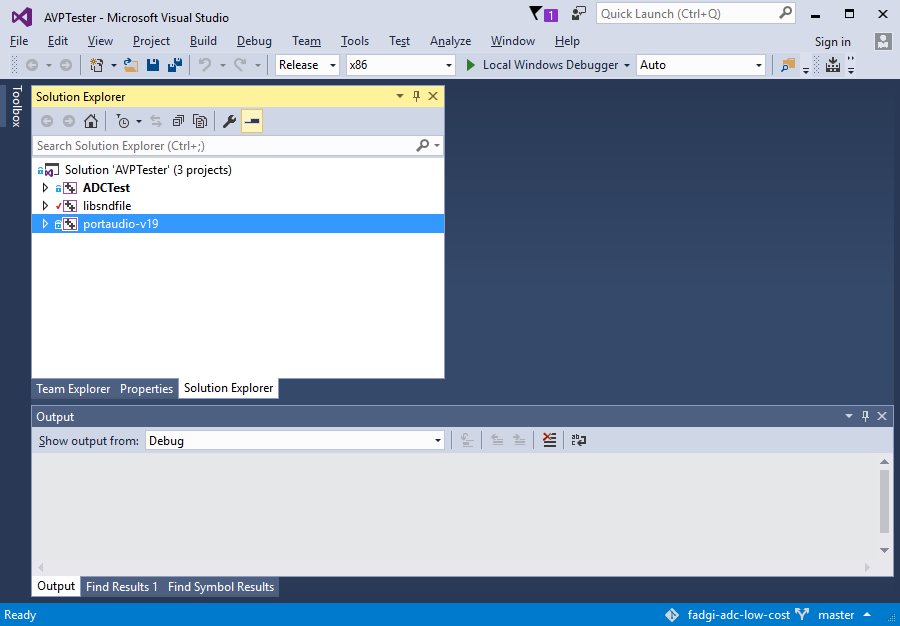 AVPTester - Microsoft Visual Studio
1
Quick Launch (Ctrl+Q)
File Edit View Project Build Debug Team Tools Test Analyze Window Help
Sign in
Release x86 Local Windows Debugger Auto
Toolbox
Solution Explorer
Search Solution Explorer (Ctrl+;)
Solution 'AVPTester' (3 projects)
ADCTest
libsndfile
portaudio-v19
Team Explorer Properties Solution Explorer
Output
Show output from: Debug
Output Find Results 1 Find Symbol Results
Ready
fadgi-adc-low-cost master